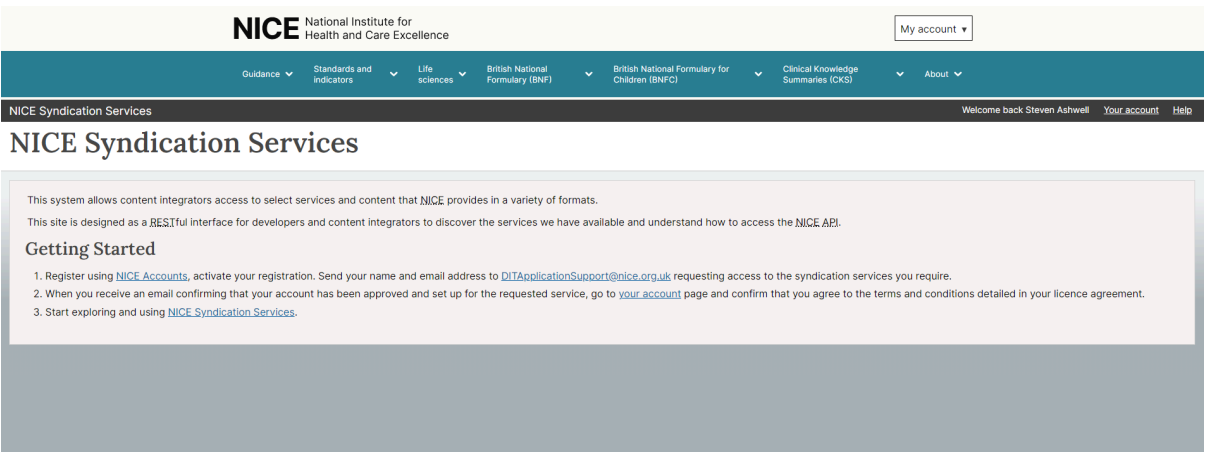 NICE National Institute for
Health and Care Excellence
My account ▾
Guidance
Standards and
indicators
Life
sciences
British National
Formulary (BNF)
British National Formulary for
Children (BNFC)
Clinical Knowledge
Summaries (CKS)
About
NICE Syndication Services
Welcome back Steven Ashwell
Your account
Help
NICE Syndication Services
This system allows content integrators access to select services and content that NICE provides in a variety of formats.
This site is designed as a RESTful interface for developers and content integrators to discover the services we have available and understand how to access the NICE API.
Getting Started
1. Register using NICE Accounts, activate your registration. Send your name and email address to DITApplicationSupport@nice.org.uk requesting access to the syndication services you require.
2. When you receive an email confirming that your account has been approved and set up for the requested service, go to your account page and confirm that you agree to the terms and conditions detailed in your licence agreement.
3. Start exploring and using NICE Syndication Services.